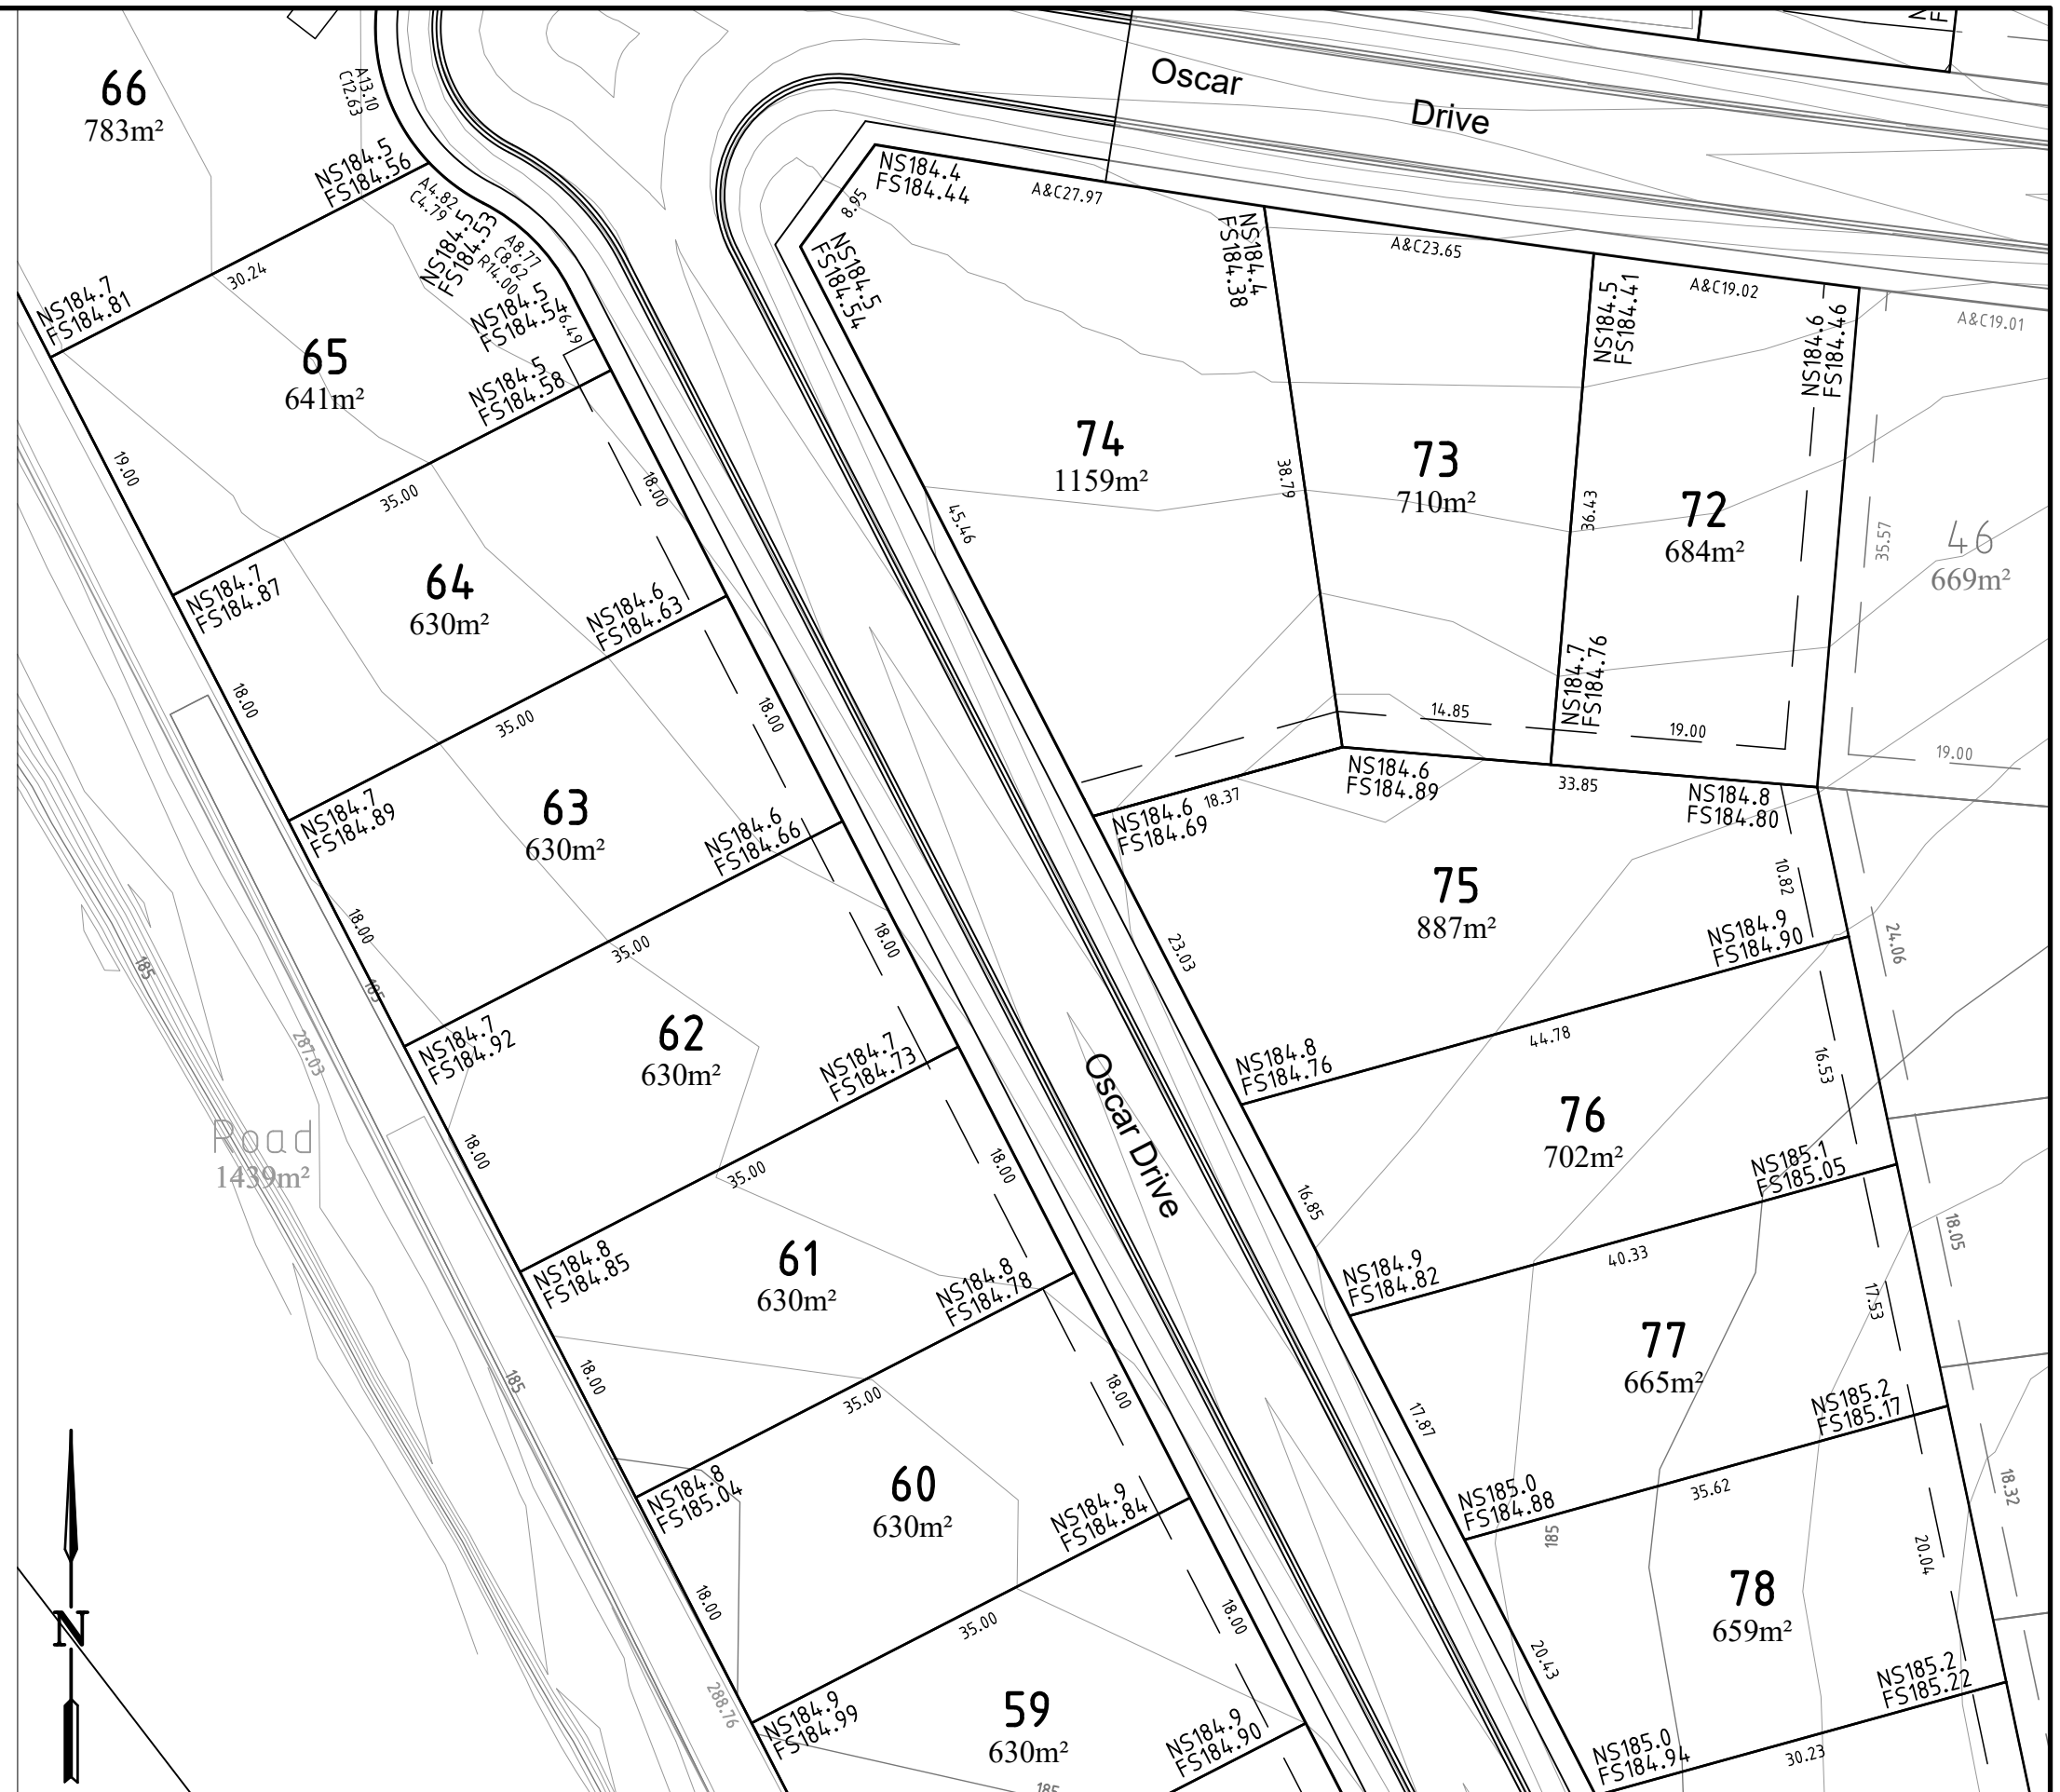 Oscar
Drive
66
783m²
A13.10
C12.63
NS184.5
FS184.56
A4.82
C4.79
NS184.5
FS184.53
A8.77
C8.62
R14.00
NS184.5
FS184.54
6.49
NS184.7
FS184.81
30.24
65
641m²
NS184.5
FS184.58
19.00
35.00
18.00
NS184.7
FS184.87
64
630m²
NS184.6
FS184.63
18.00
35.00
18.00
NS184.7
FS184.89
63
630m²
NS184.6
FS184.66
18.00
35.00
18.00
185
185
NS184.7
FS184.92
62
630m²
NS184.7
FS184.73
287.03
Road
1439m²
18.00
35.00
18.00
NS184.8
FS184.85
61
630m²
NS184.8
FS184.78
185
18.00
35.00
18.00
NS184.8
FS185.04
60
630m²
NS184.9
FS184.84
18.00
35.00
18.00
288.76
NS184.9
FS184.99
59
630m²
NS184.9
FS184.90
185
N
Oscar Drive
NS184.4
FS184.44
8.95
A&C27.97
NS184.5
FS184.54
NS184.4
FS184.38
A&C23.65
NS184.5
FS184.41
A&C19.02
NS184.6
FS184.46
A&C19.01
74
1159m²
45.46
38.79
73
710m²
36.43
72
684m²
35.57
46
669m²
NS184.7
FS184.76
14.85
19.00
19.00
NS184.6
FS184.89
33.85
NS184.8
FS184.80
NS184.6
FS184.69
18.37
75
887m²
10.82
23.03
NS184.9
FS184.90
24.06
NS184.8
FS184.76
44.78
16.53
76
702m²
16.85
NS185.1
FS185.05
18.05
NS184.9
FS184.82
40.33
17.53
77
665m²
17.87
NS185.2
FS185.17
NS185.0
FS184.88
185
35.62
18.32
20.04
78
659m²
20.43
NS185.2
FS185.22
NS185.0
FS184.94
30.23